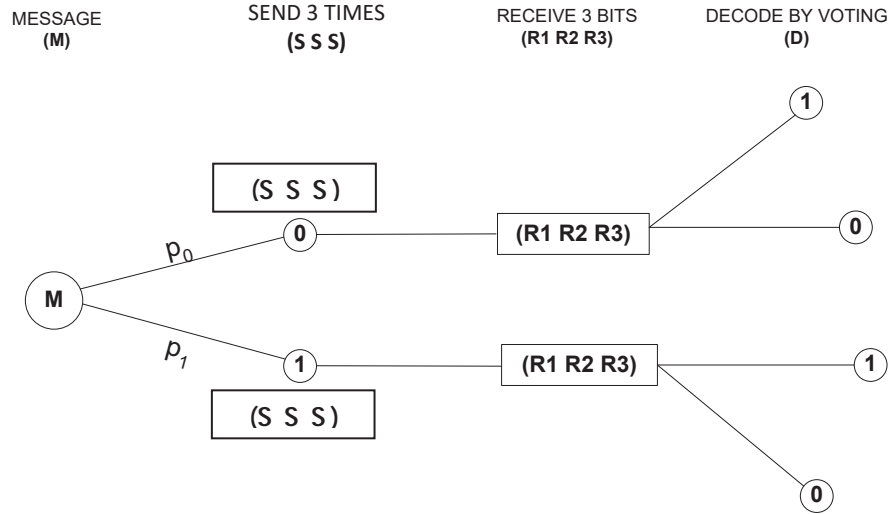 MESSAGE
(M)
SEND 3 TIMES
(S S S)
RECEIVE 3 BITS
(R1 R2 R3)
DECODE BY VOTING
(D)
1
(S S S)
0
(R1 R2 R3)
0
p0
M
p1
1
(R1 R2 R3)
1
(S S S)
0